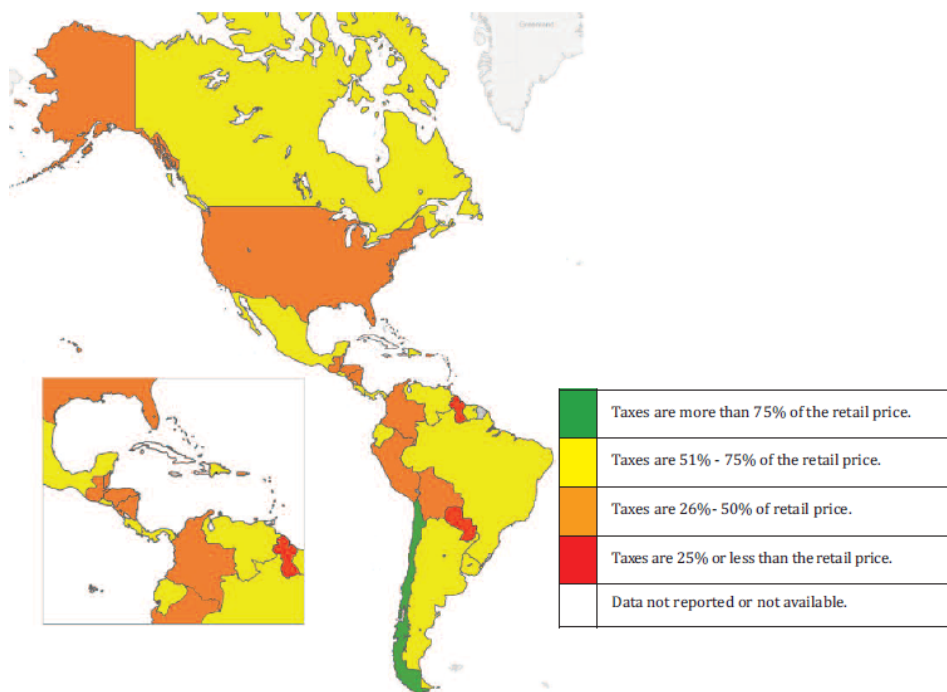 Greenland
Taxes are more than 75% of the retail price.
Taxes are 51% - 75% of the retail price.
Taxes are 26%- 50% of retail price.
Taxes are 25% or less than the retail price.
Data not reported or not available.